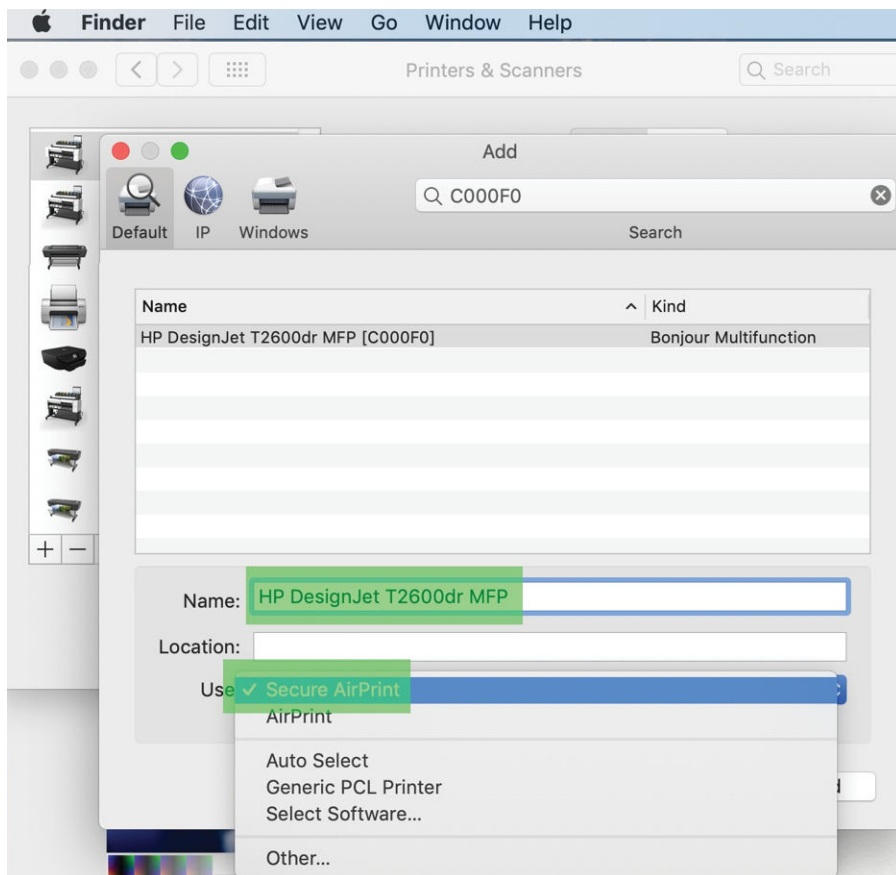 Finder File Edit View Go Window Help
Printers & Scanners
Search
Add
C000F0
Default IP Windows Search
Name Kind
HP DesignJet T2600dr MFP [C000F0] Bonjour Multifunction
+ −
Name: HP DesignJet T2600dr MFP
Location:
Use ✓ Secure AirPrint
AirPrint
Auto Select
Generic PCL Printer
Select Software...
Other...